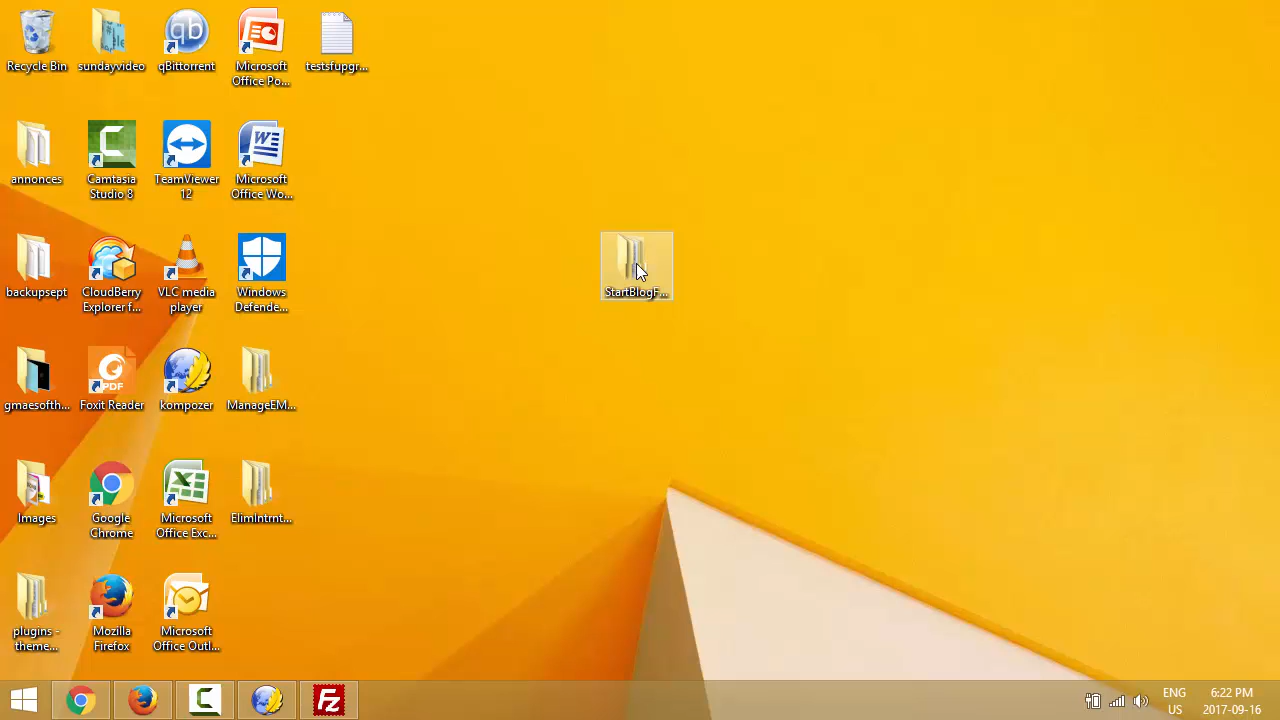 Recycle Bin
sundayvideo
qBittorrent
Microsoft
Office Po...
testsfupgr...
annonces
Camtasia
Studio 8
TeamViewer
12
Microsoft
Office Wo...
backupsept
CloudBerry
Explorer f...
VLC media
player
Windows
Defende...
StartBlogF...
gmaesofth...
Foxit Reader
kompozer
ManageEM...
Images
Google
Chrome
Microsoft
Office Exc...
ElimIntrnt...
plugins -
theme...
Mozilla
Firefox
Microsoft
Office Outl...
ENG
US
6:22 PM
2017-09-16